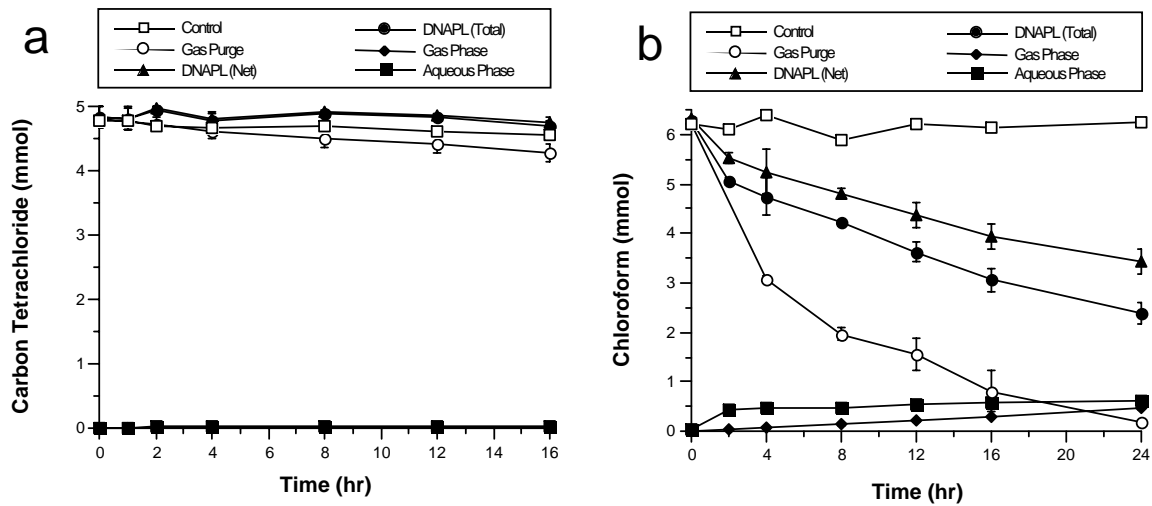 a
Control
Gas Purge
DNAPL (Net)
DNAPL (Total)
Gas Phase
Aqueous Phase
Carbon Tetrachloride (mmol)
5
4
3
2
1
0
0 2 4 6 8 10 12 14 16
Time (hr)
b
Control
Gas Purge
DNAPL (Net)
DNAPL (Total)
Gas Phase
Aqueous Phase
Chloroform (mmol)
6
5
4
3
2
1
0
0 4 8 12 16 20 24
Time (hr)